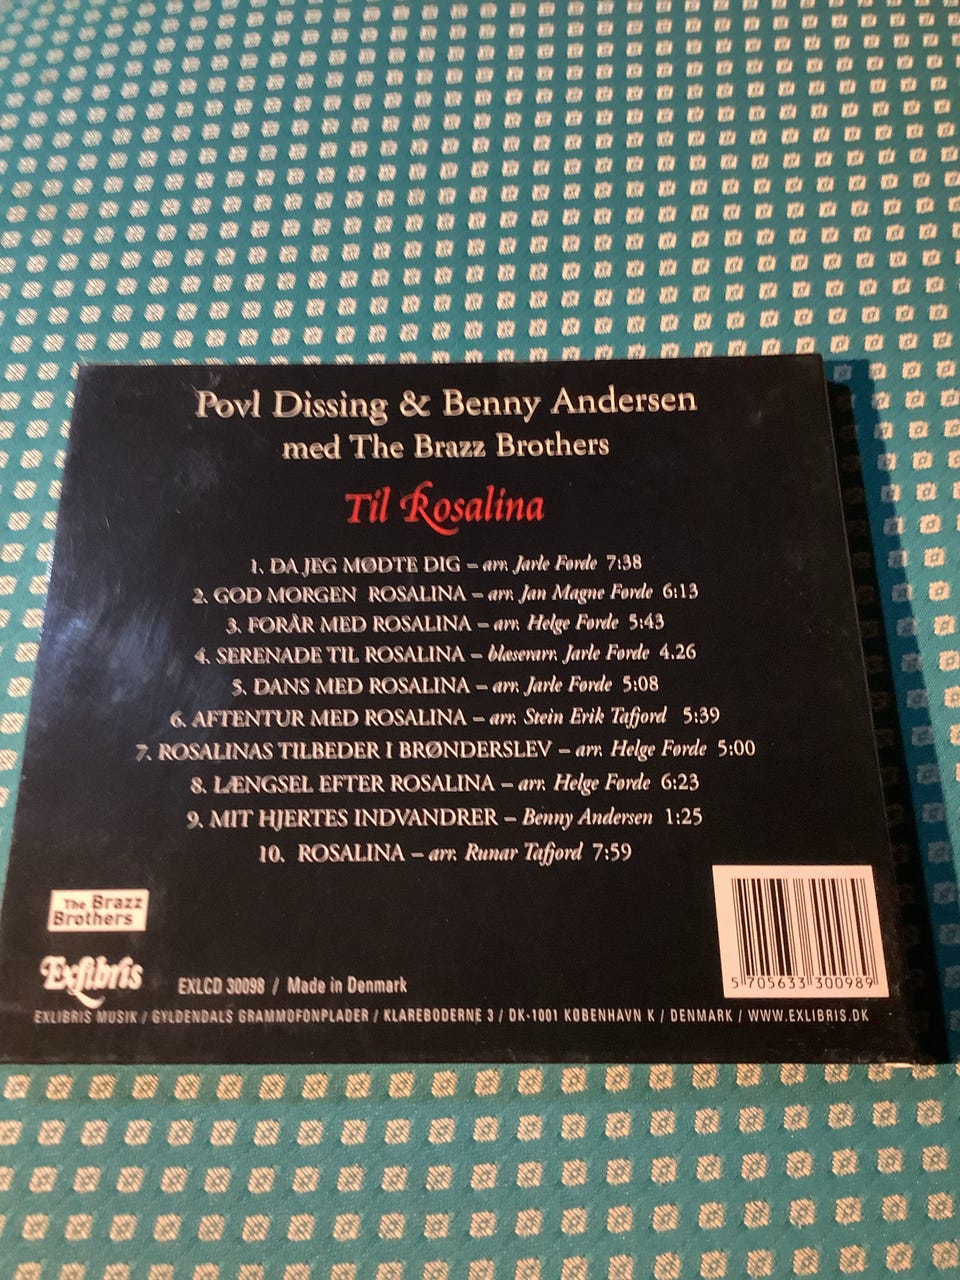 Povl Dissing & Benny Andersen
med The Brazz Brothers
Til Rosalina
1. DA JEG MØDTE DIG – arr. Jarle Førde 7:38
2. GOD MORGEN ROSALINA – arr. Jan Magne Førde 6:13
3. FORÅR MED ROSALINA – arr. Helge Førde 5:43
4. SERENADE TIL ROSALINA – blæserarr. Jarle Førde 4.26
5. DANS MED ROSALINA – arr. Jarle Førde 5:08
6. AFTENTUR MED ROSALINA – arr. Stein Erik Tafjord 5:39
7. ROSALINAS TILBEDER I BRØNDERSLEV – arr. Helge Førde 5:00
8. LÆNGSEL EFTER ROSALINA – arr. Helge Førde 6:23
9. MIT HJERTES INDVANDRER – Benny Andersen 1:25
10. ROSALINA – arr. Runar Tafjord 7:59
The Brazz
Brothers
Exlibris
EXLCD 30098 / Made in Denmark
5 705633 300989
EXLIBRIS MUSIK / GYLDENDALS GRAMMOFONPLADER / KLAREBODERNE 3 / DK-1001 KØBENHAVN K / DENMARK / WWW.EXLIBRIS.DK